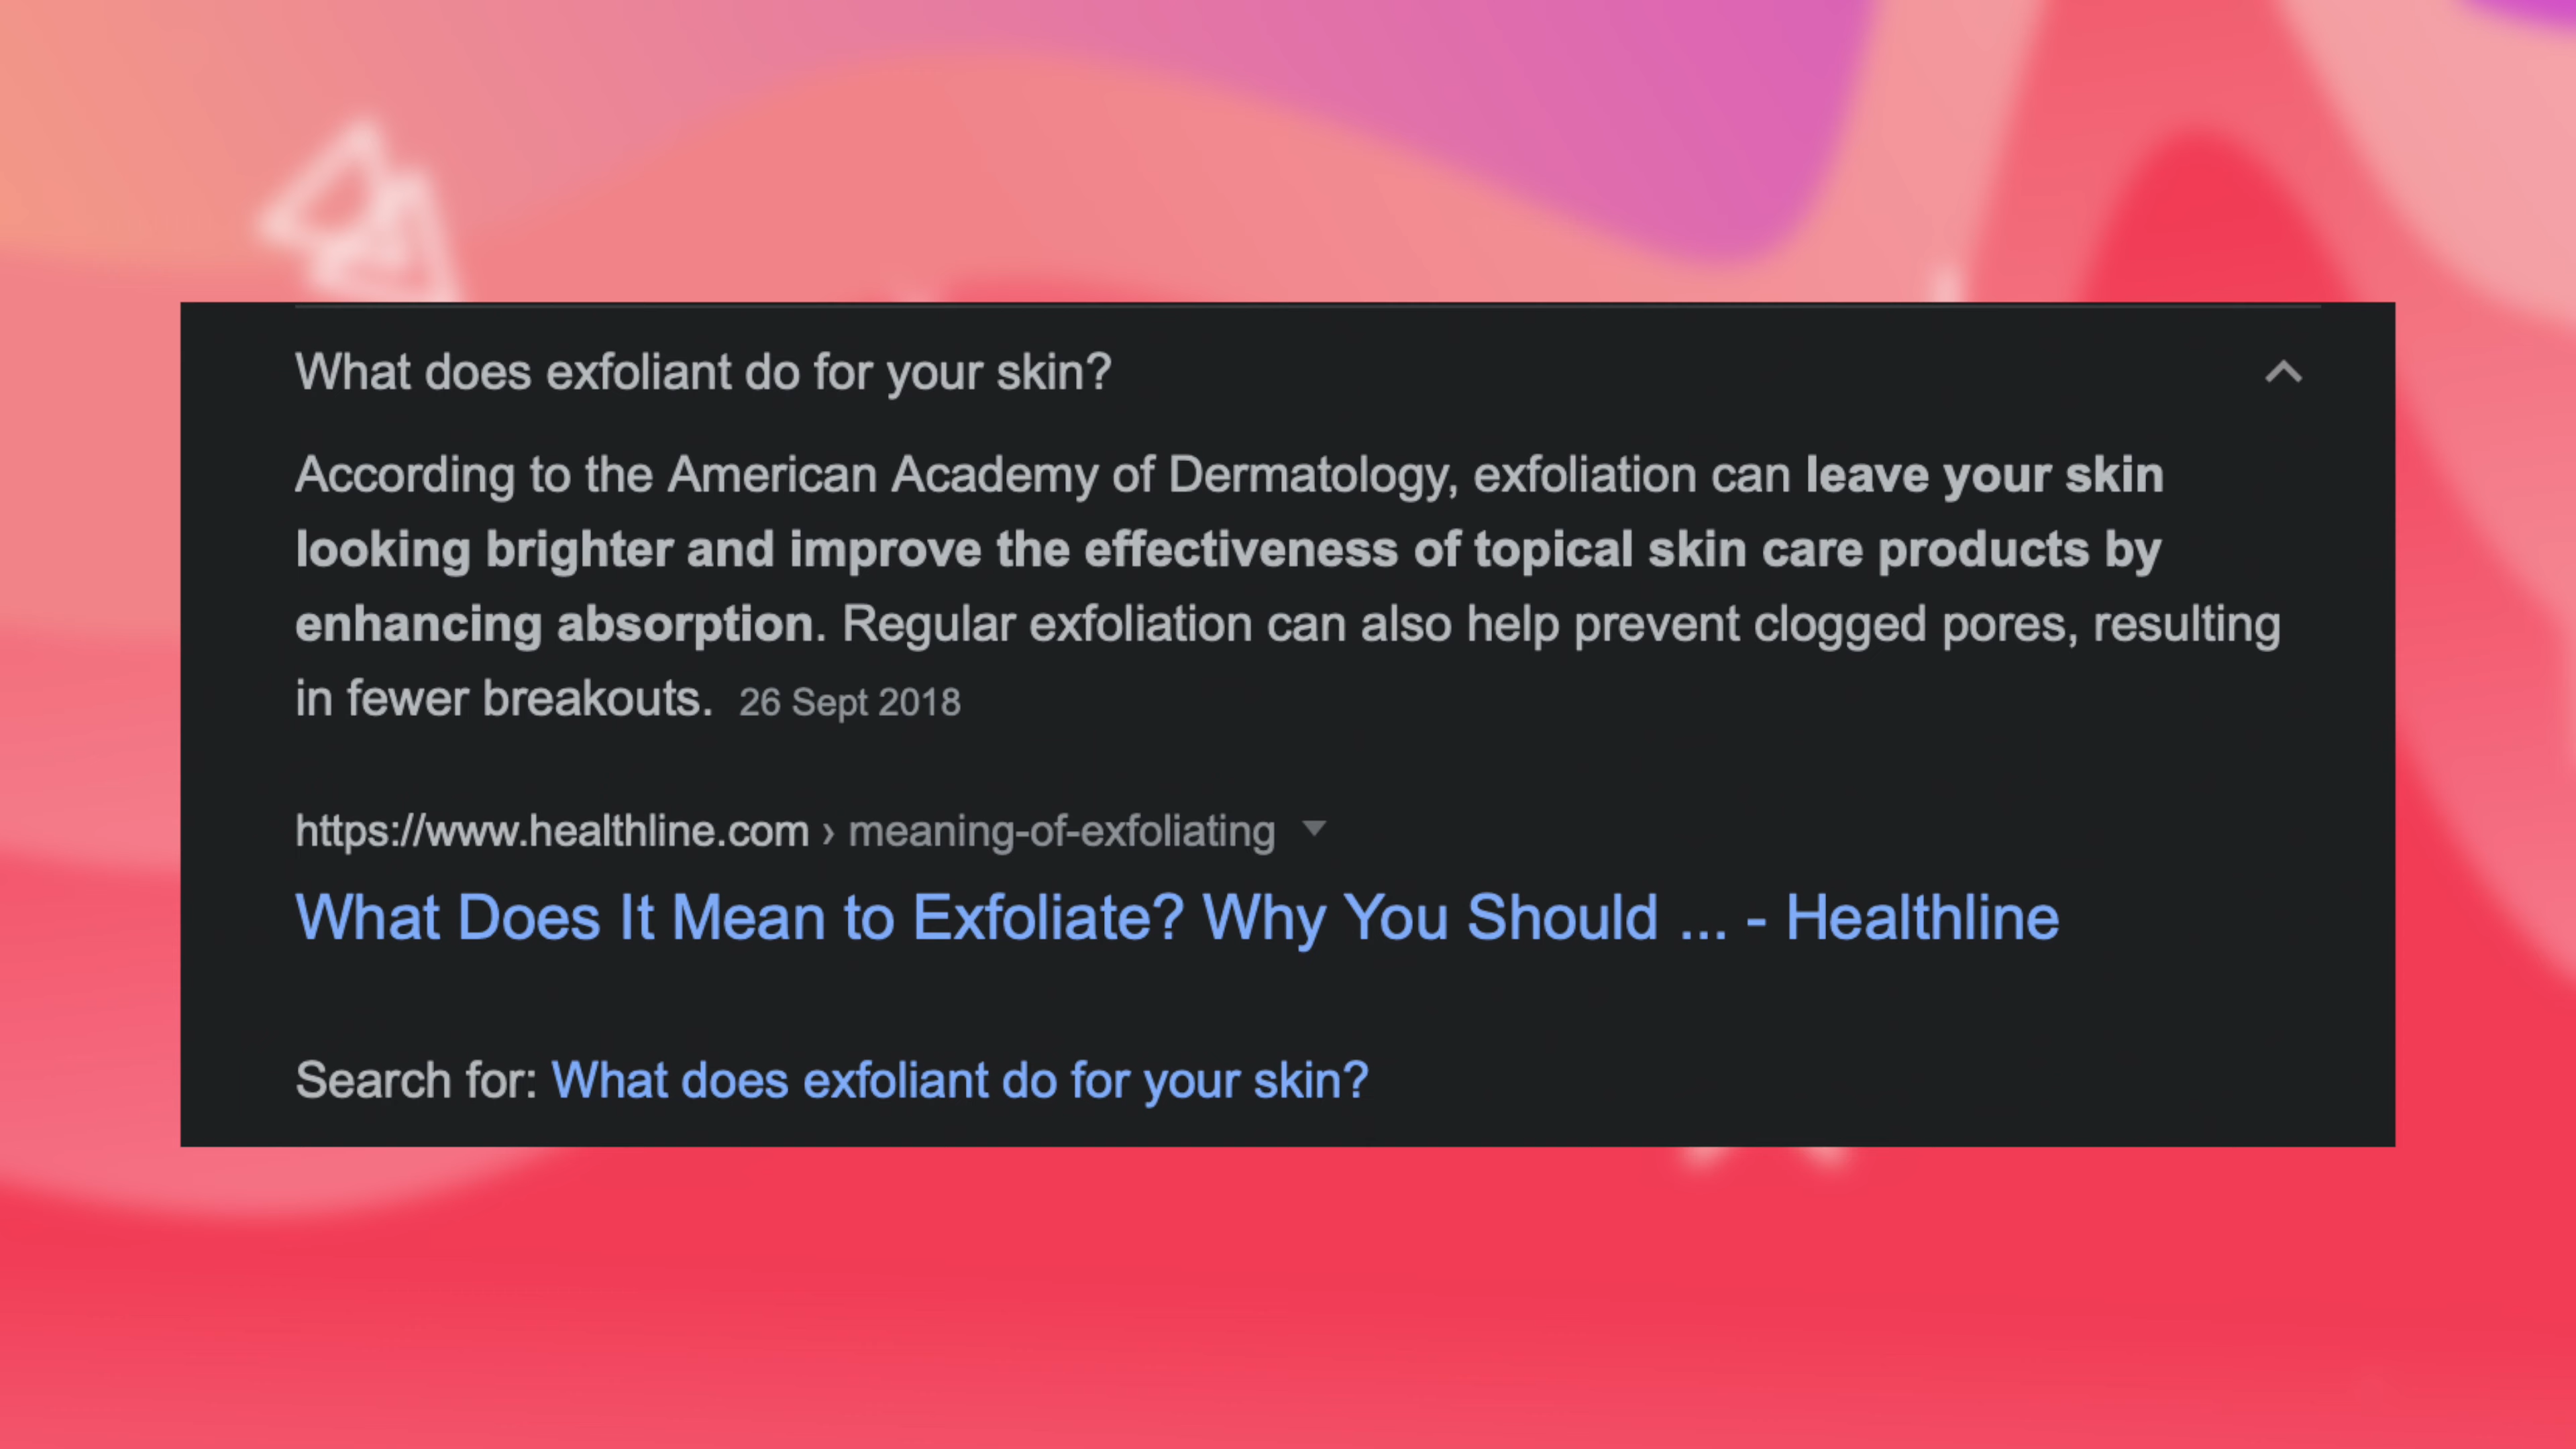 What does exfoliant do for your skin?
According to the American Academy of Dermatology, exfoliation can leave your skin
looking brighter and improve the effectiveness of topical skin care products by
enhancing absorption. Regular exfoliation can also help prevent clogged pores, resulting
in fewer breakouts. 26 Sept 2018
https://www.healthline.com › meaning-of-exfoliating
What Does It Mean to Exfoliate? Why You Should ... - Healthline
Search for: What does exfoliant do for your skin?